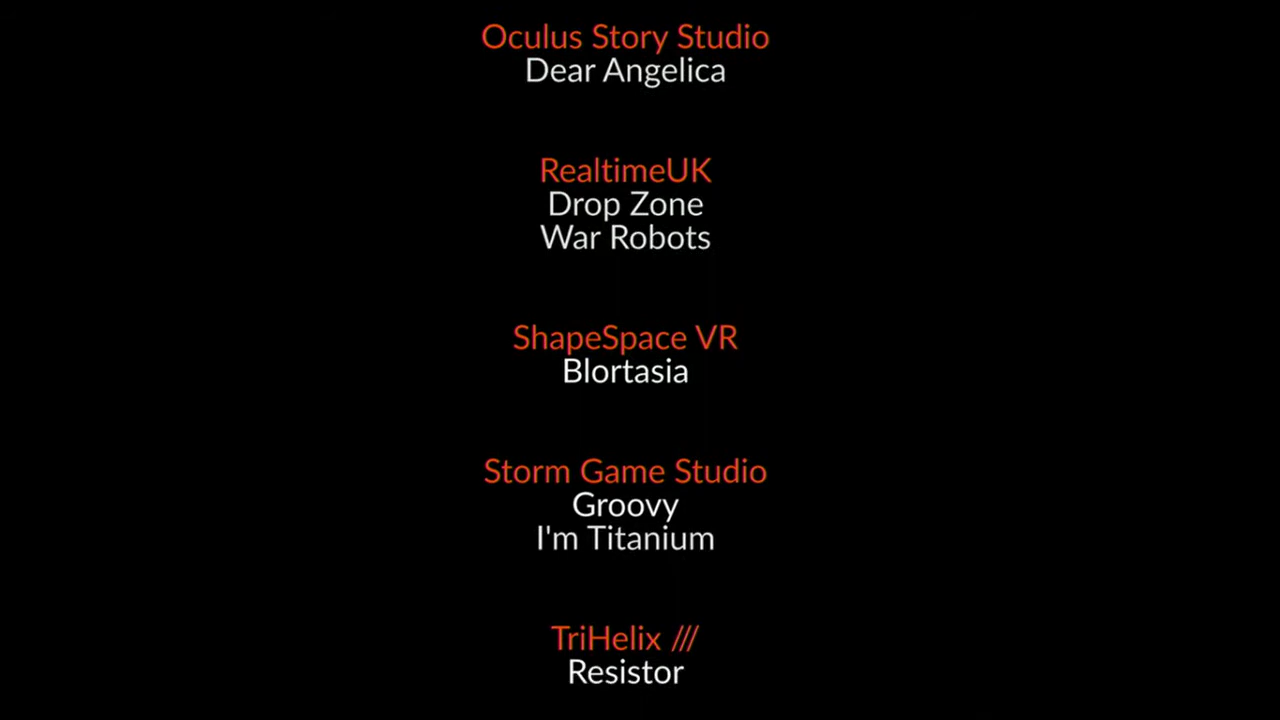 Oculus Story Studio
Dear Angelica
RealtimeUK
Drop Zone
War Robots
ShapeSpace VR
Blortasia
Storm Game Studio
Groovy
I'm Titanium
TriHelix ///
Resistor